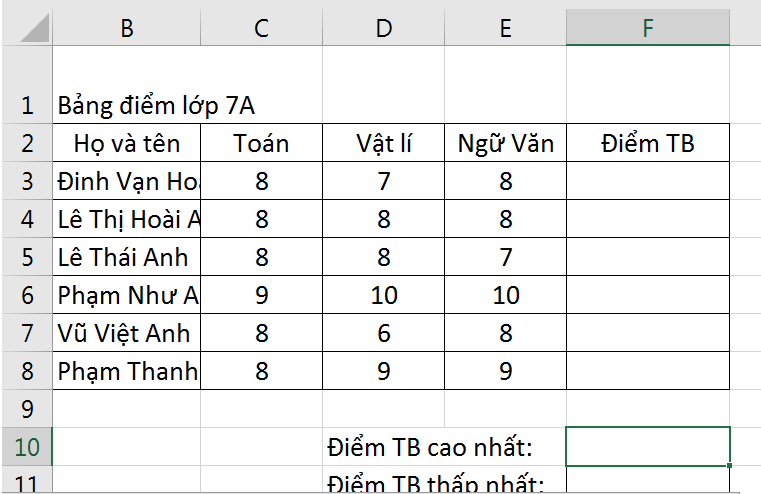 B C D E F
1 Bảng điểm lớp 7A
2 Họ và tên Toán Vật lí Ngữ Văn Điểm TB
3 Đinh Vạn 8 7 8
4 Lê Thị Hoài 8 8 8
5 Lê Thái Anh 8 8 7
6 Phạm Như 9 10 10
7 Vũ Việt Anh 8 6 8
8 Phạm Thanh 8 9 9
9
10 Điểm TB cao nhất:
11 Điểm TB thấp nhất: